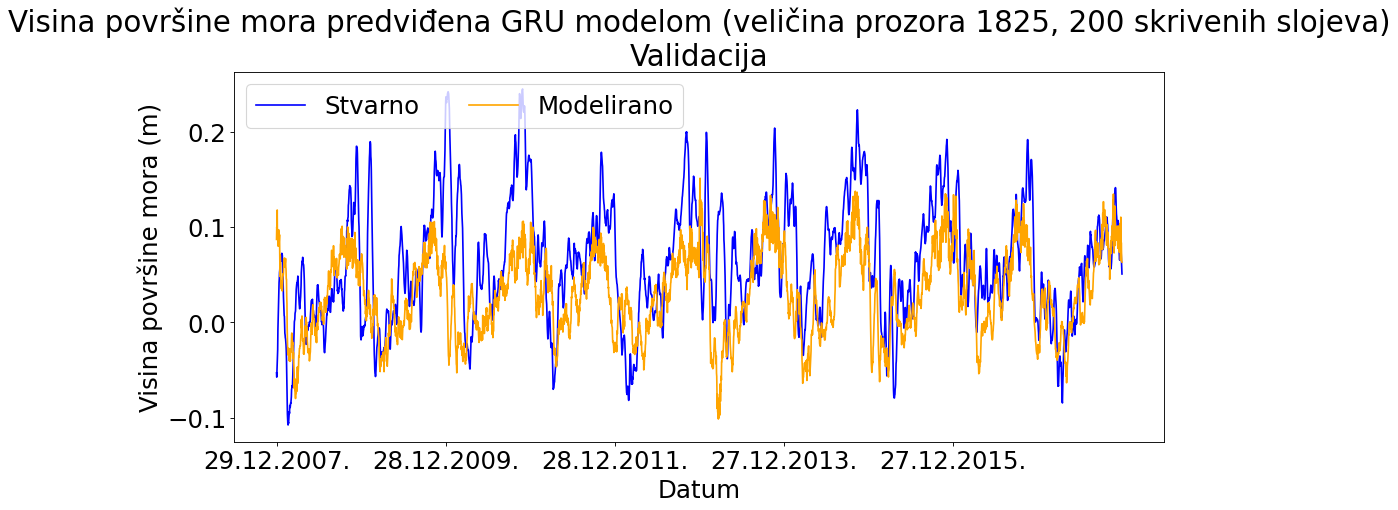 Visina površine mora predviđena GRU modelom (veličina prozora 1825, 200 skrivenih slojeva)
Validacija
Stvarno
Modelirano
Visina površine mora (m)
0.2
0.1
0.0
−0.1
29.12.2007.
28.12.2009.
28.12.2011.
27.12.2013.
27.12.2015.
Datum